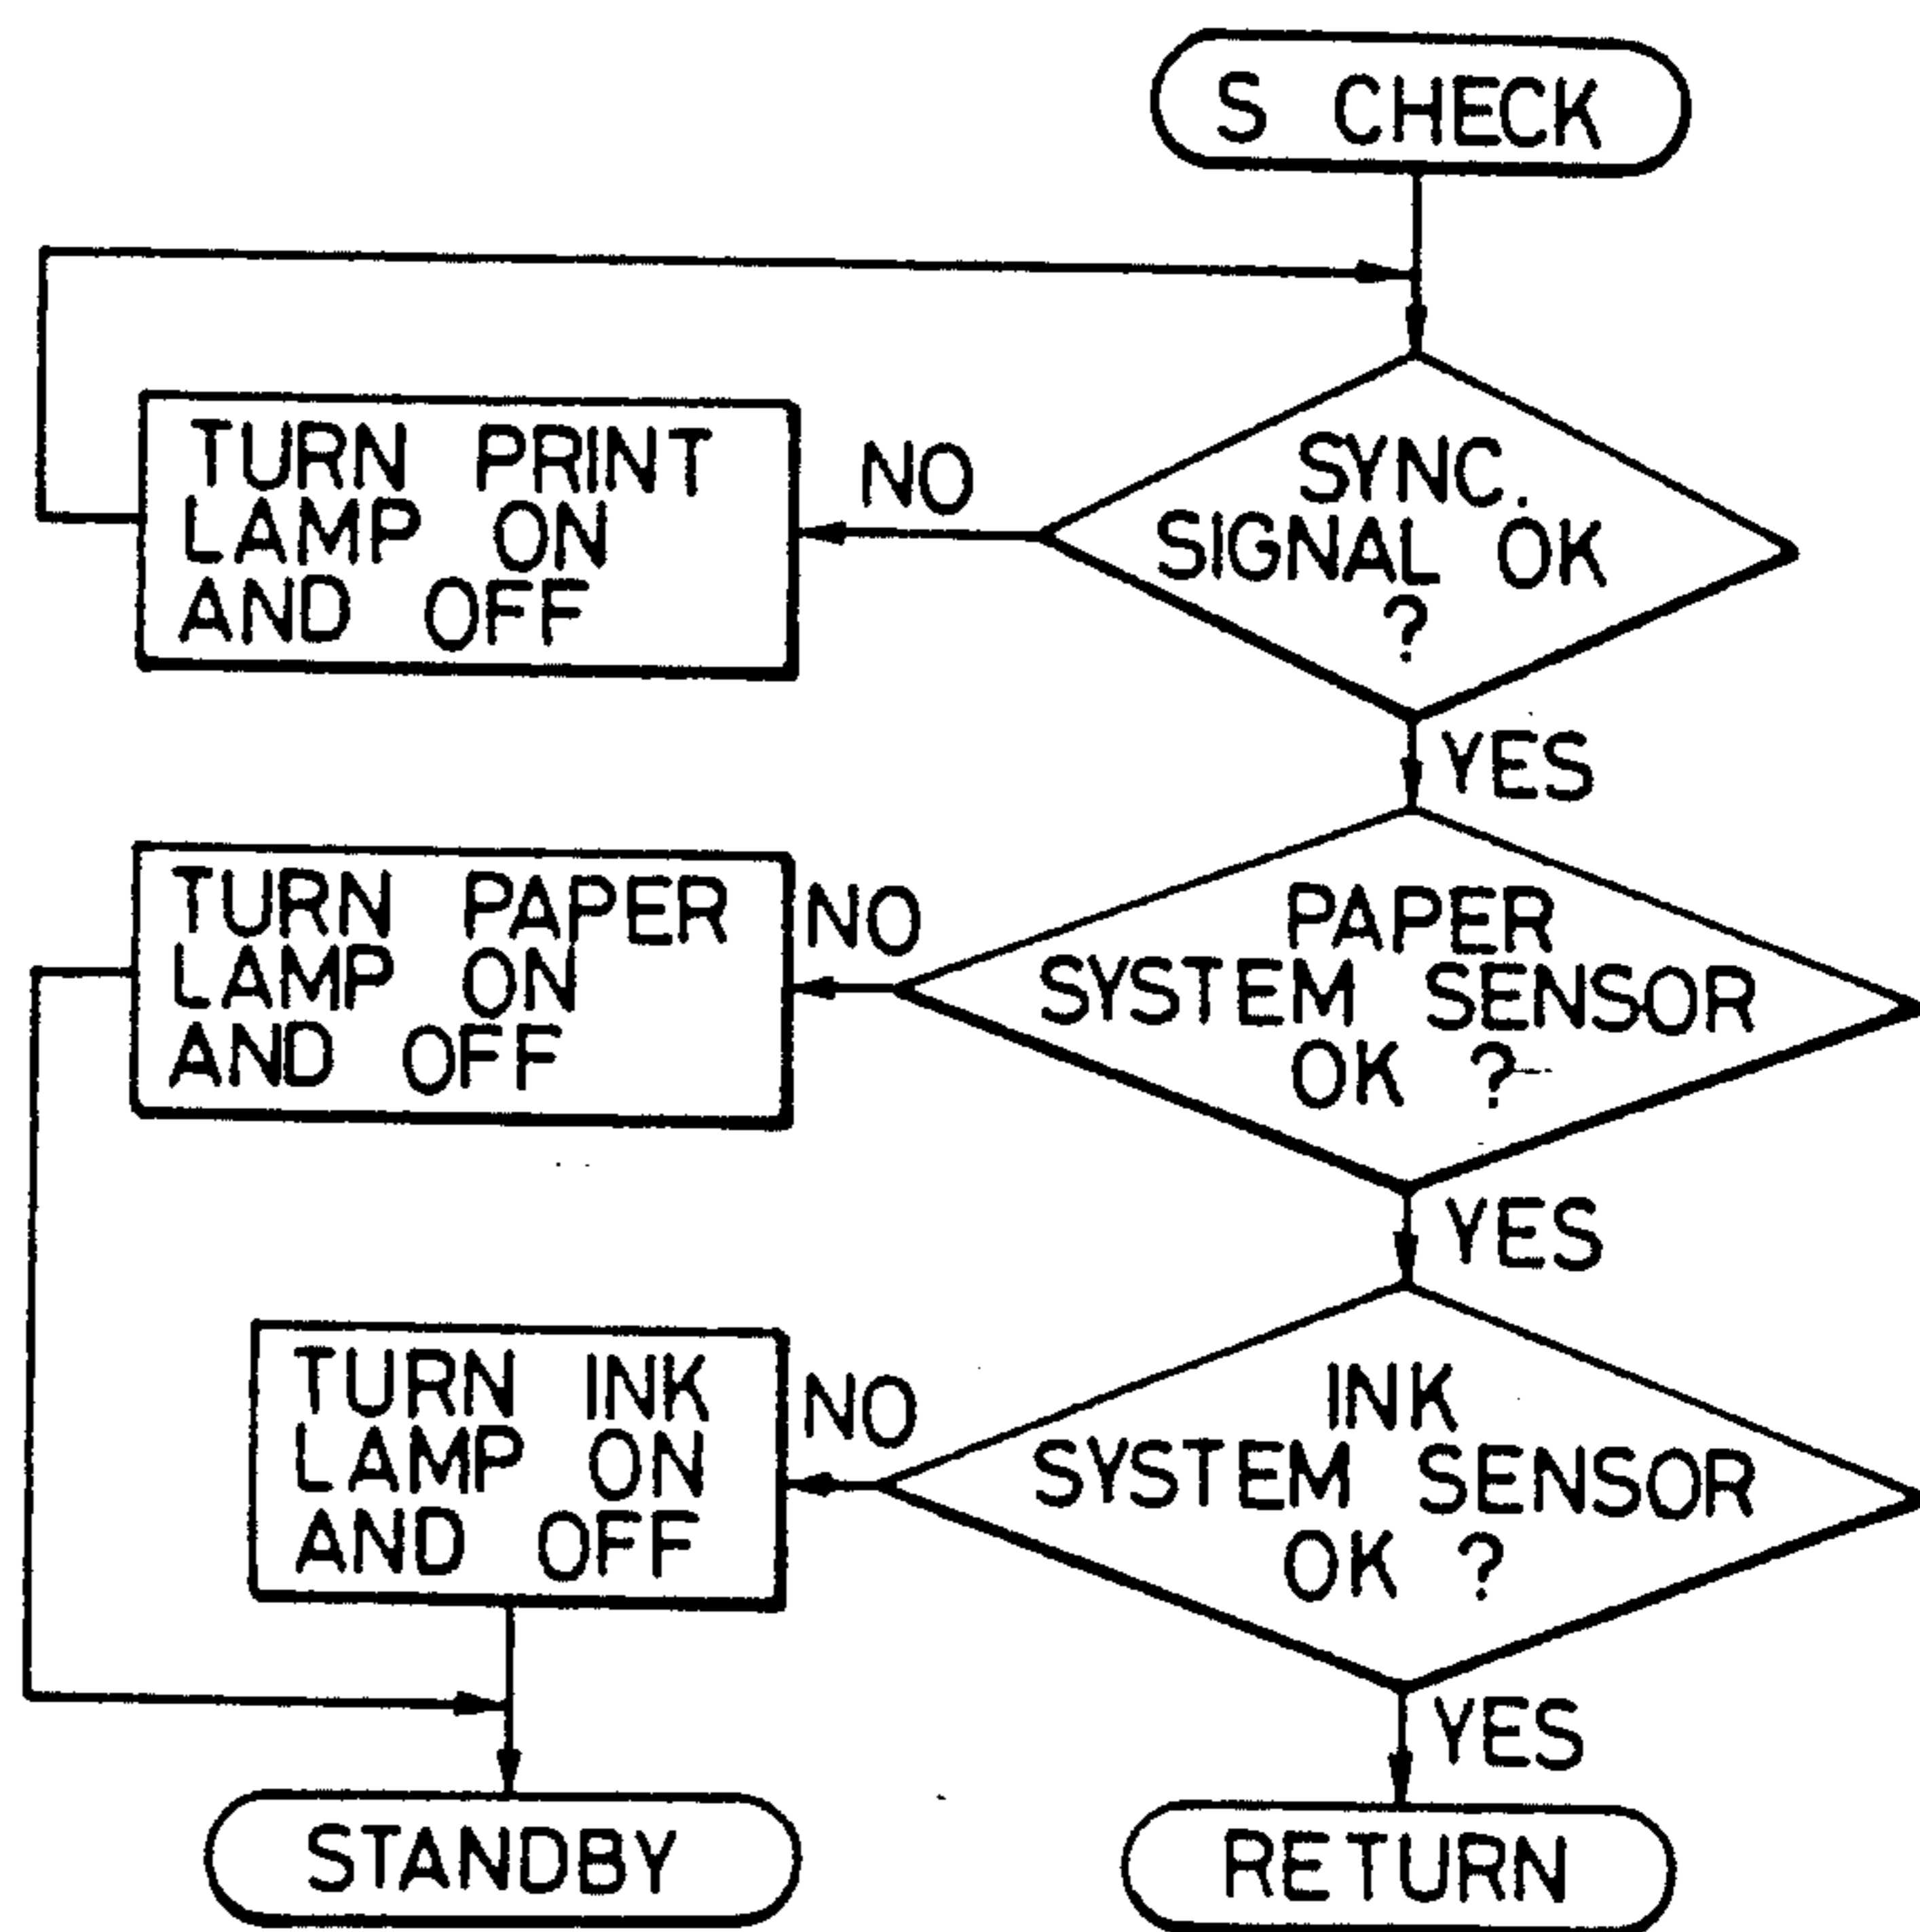 S CHECK
SYNC.
SIGNAL OK
?
NO
TURN PRINT
LAMP ON
AND OFF
YES
PAPER
SYSTEM SENSOR
OK ?
NO
TURN PAPER
LAMP ON
AND OFF
YES
INK
SYSTEM SENSOR
OK ?
NO
TURN INK
LAMP ON
AND OFF
YES
STANDBY
RETURN